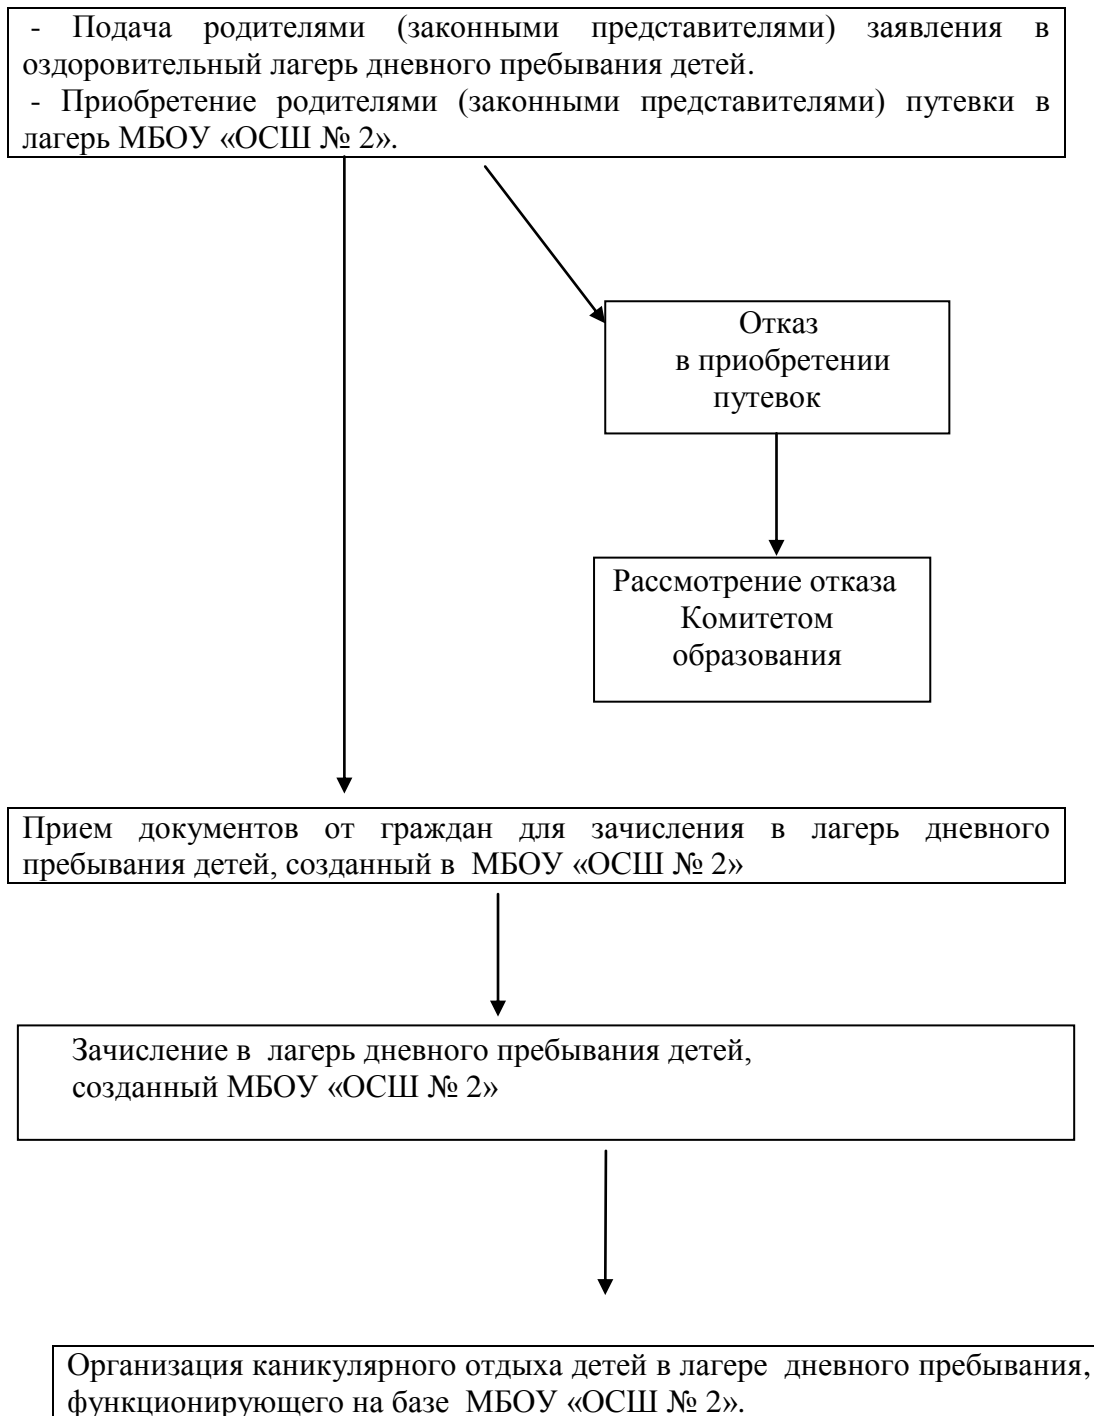 - Подача родителями (законными представителями) заявления в
оздоровительный лагерь дневного пребывания детей.
- Приобретение родителями (законными представителями) путевки в
лагерь МБОУ «ОСШ № 2».
Отказ
в приобретении
путевок
Рассмотрение отказа
Комитетом
образования
Прием документов от граждан для зачисления в лагерь дневного
пребывания детей, созданный в МБОУ «ОСШ № 2»
Зачисление в лагерь дневного пребывания детей,
созданный МБОУ «ОСШ № 2»
Организация каникулярного отдыха детей в лагере дневного пребывания,
функционирующего на базе МБОУ «ОСШ № 2».